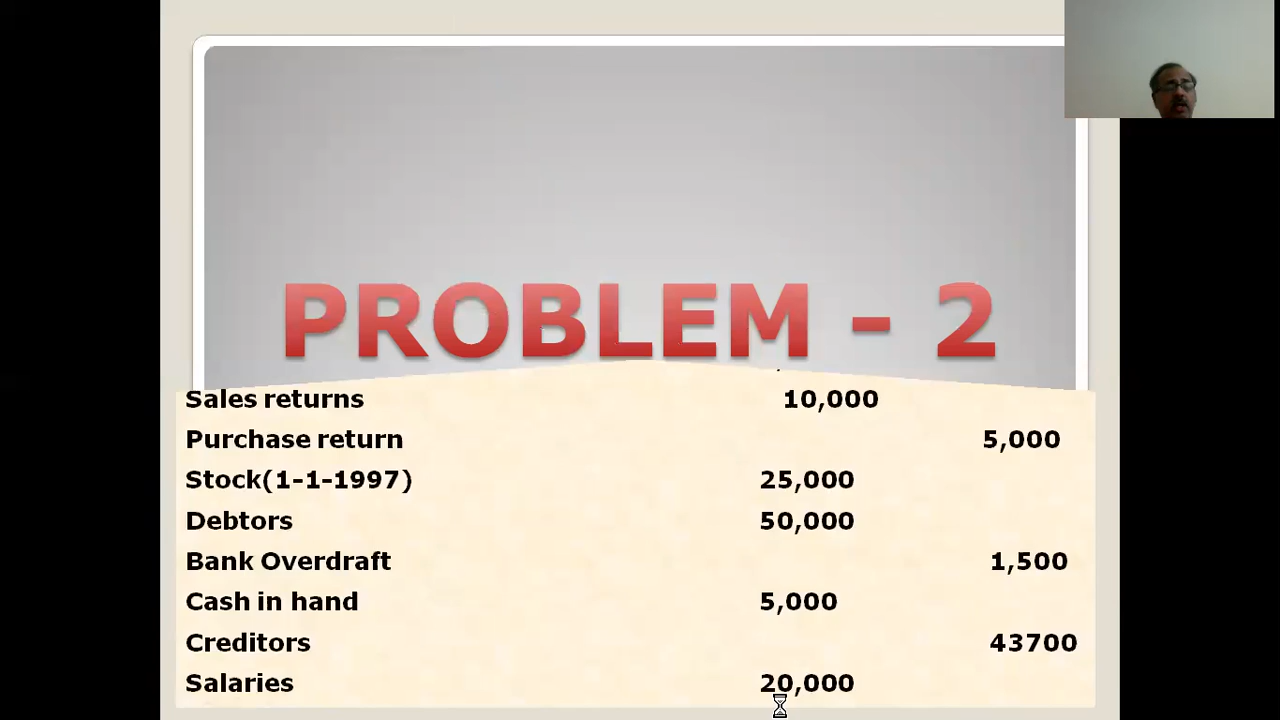 PROBLEM - 2
Sales returns 10,000
Purchase return 5,000
Stock(1-1-1997) 25,000
Debtors 50,000
Bank Overdraft 1,500
Cash in hand 5,000
Creditors 43700
Salaries 20,000